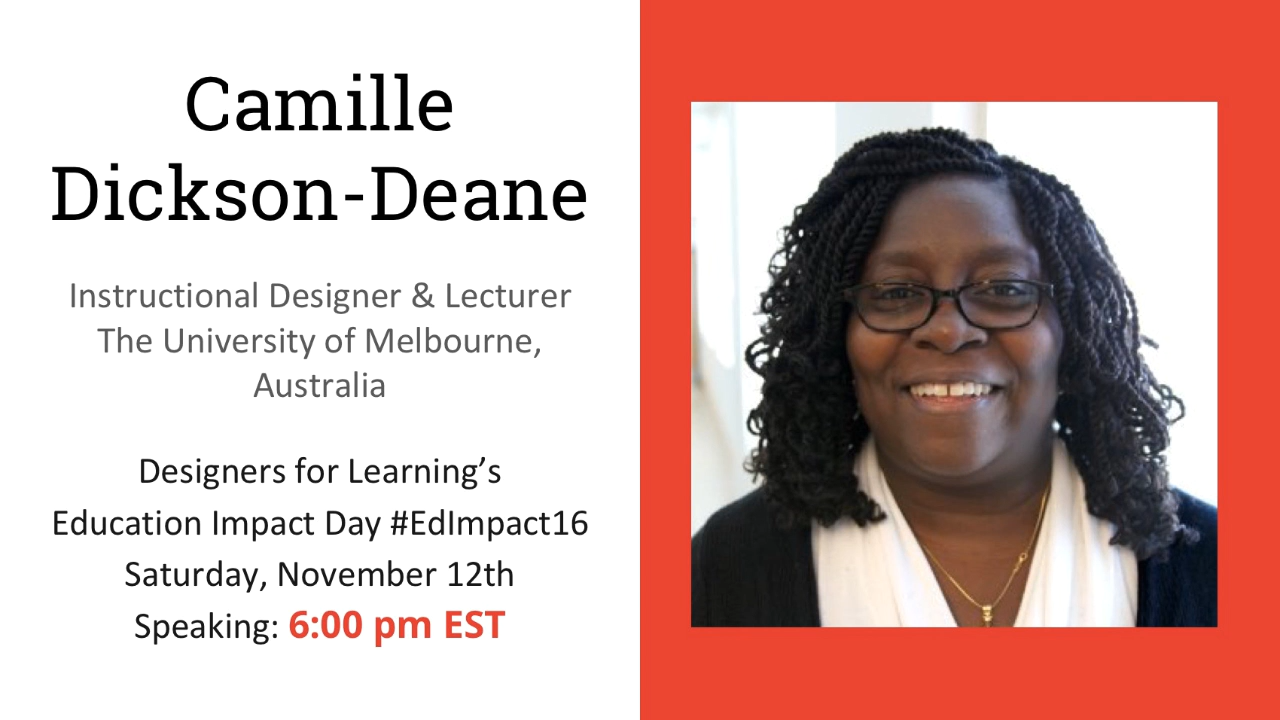 Camille
Dickson-Deane
Instructional Designer & Lecturer
The University of Melbourne,
Australia
Designers for Learning’s
Education Impact Day #EdImpact16
Saturday, November 12th
Speaking: 6:00 pm EST